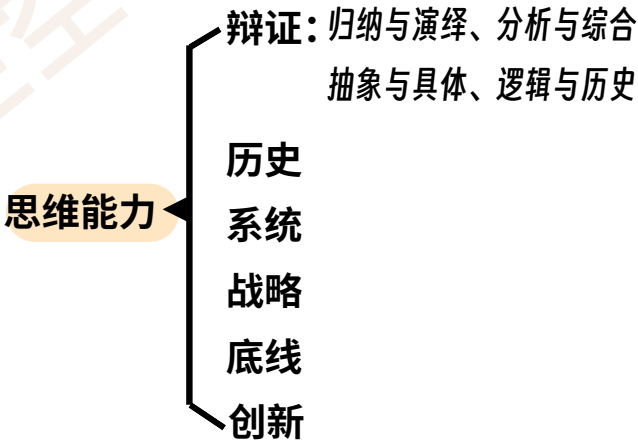 辩证：归纳与演绎、分析与综合
抽象与具体、逻辑与历史
历史
系统
思维能力
战略
底线
创新